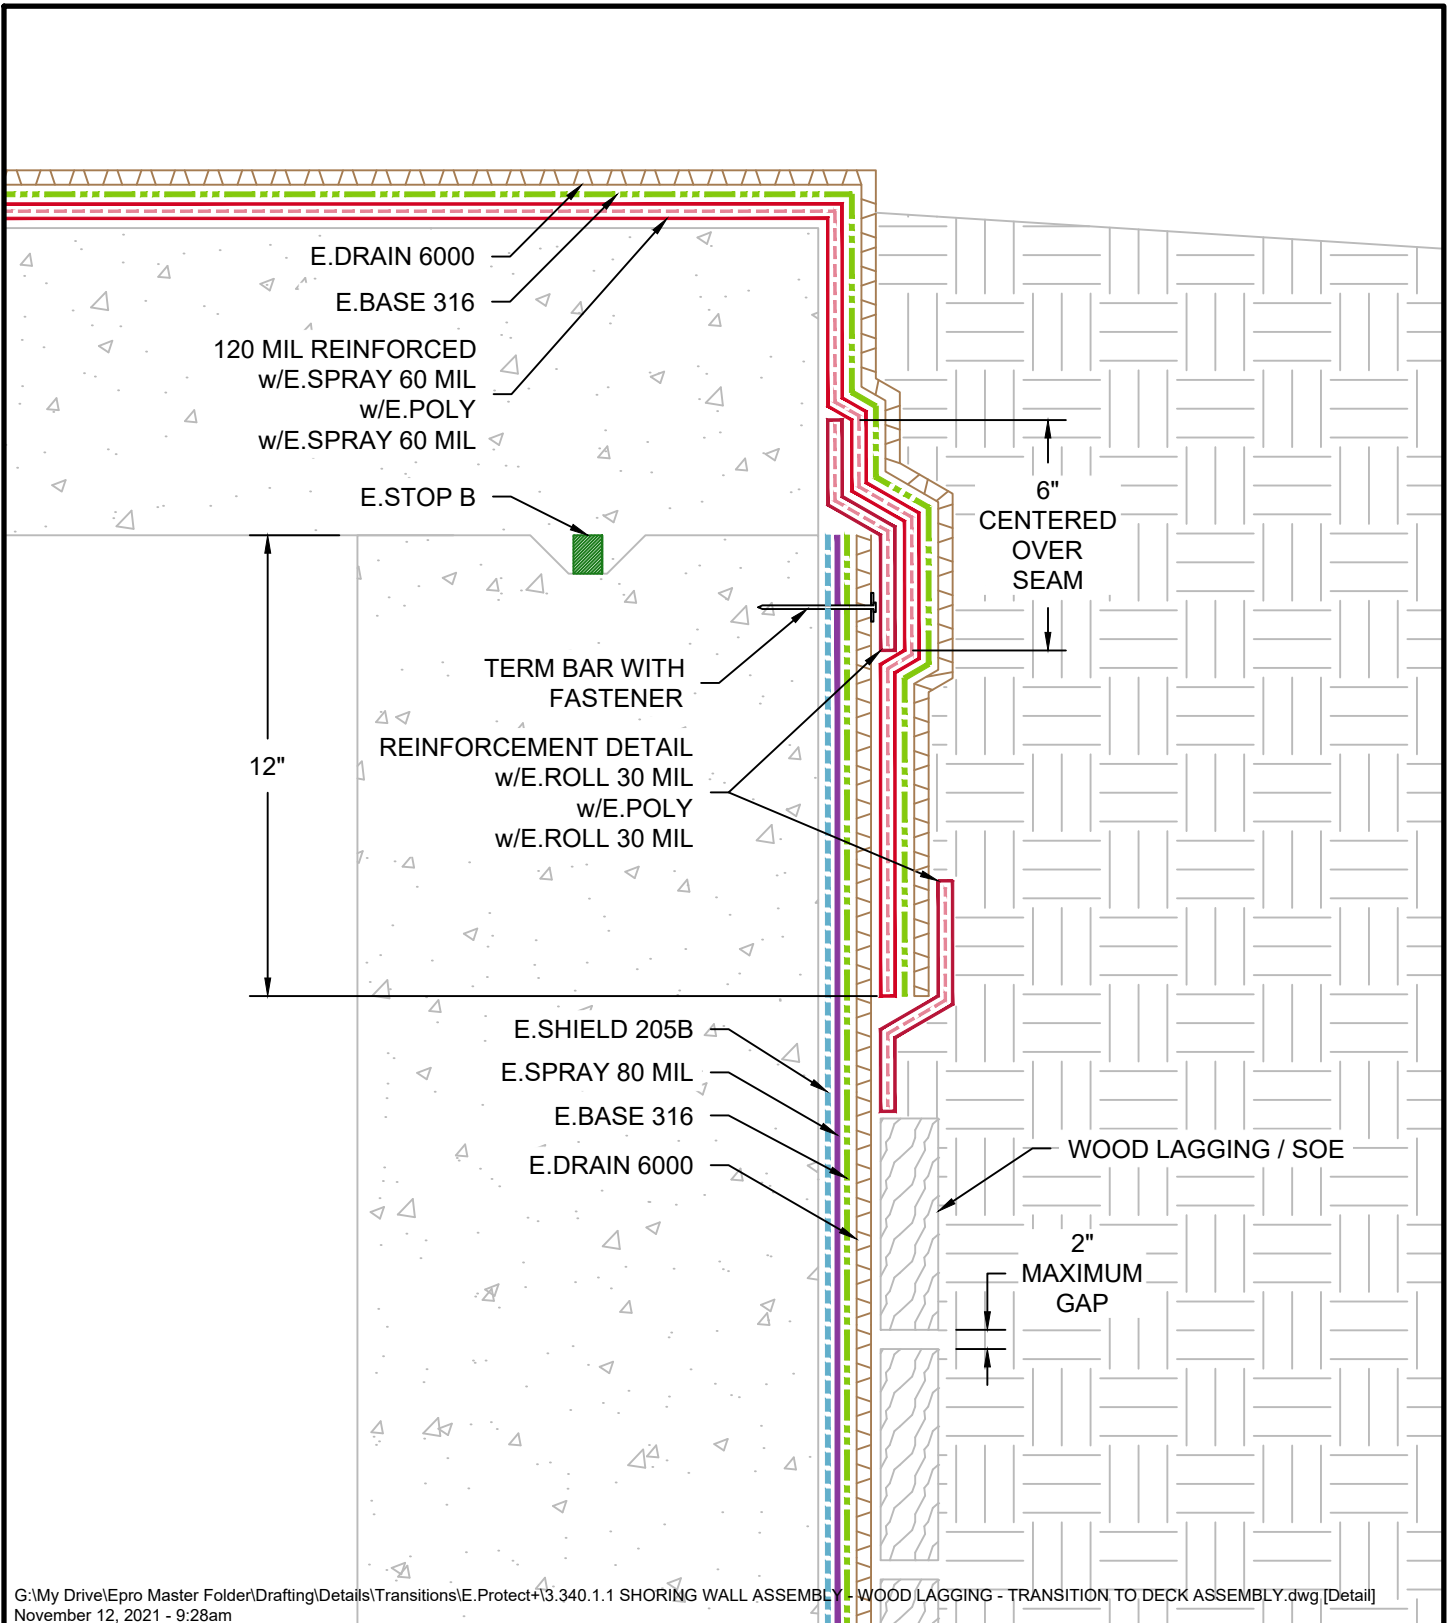 E.DRAIN 6000
E.BASE 316
120 MIL REINFORCED
w/E.SPRAY 60 MIL
w/E.POLY
w/E.SPRAY 60 MIL
E.STOP B
6"
CENTERED
OVER
SEAM
TERM BAR WITH
FASTENER
REINFORCEMENT DETAIL
w/E.ROLL 30 MIL
w/E.POLY
w/E.ROLL 30 MIL
12"
E.SHIELD 205B
E.SPRAY 80 MIL
E.BASE 316
E.DRAIN 6000
WOOD LAGGING / SOE
2"
MAXIMUM
GAP
G:\My Drive\Epro Master Folder\Drafting\Details\Transitions\E.Protect+\3.340.1.1 SHORING WALL ASSEMBLY - WOOD LAGGING - TRANSITION TO DECK ASSEMBLY.dwg [Detail]
November 12, 2021 - 9:28am